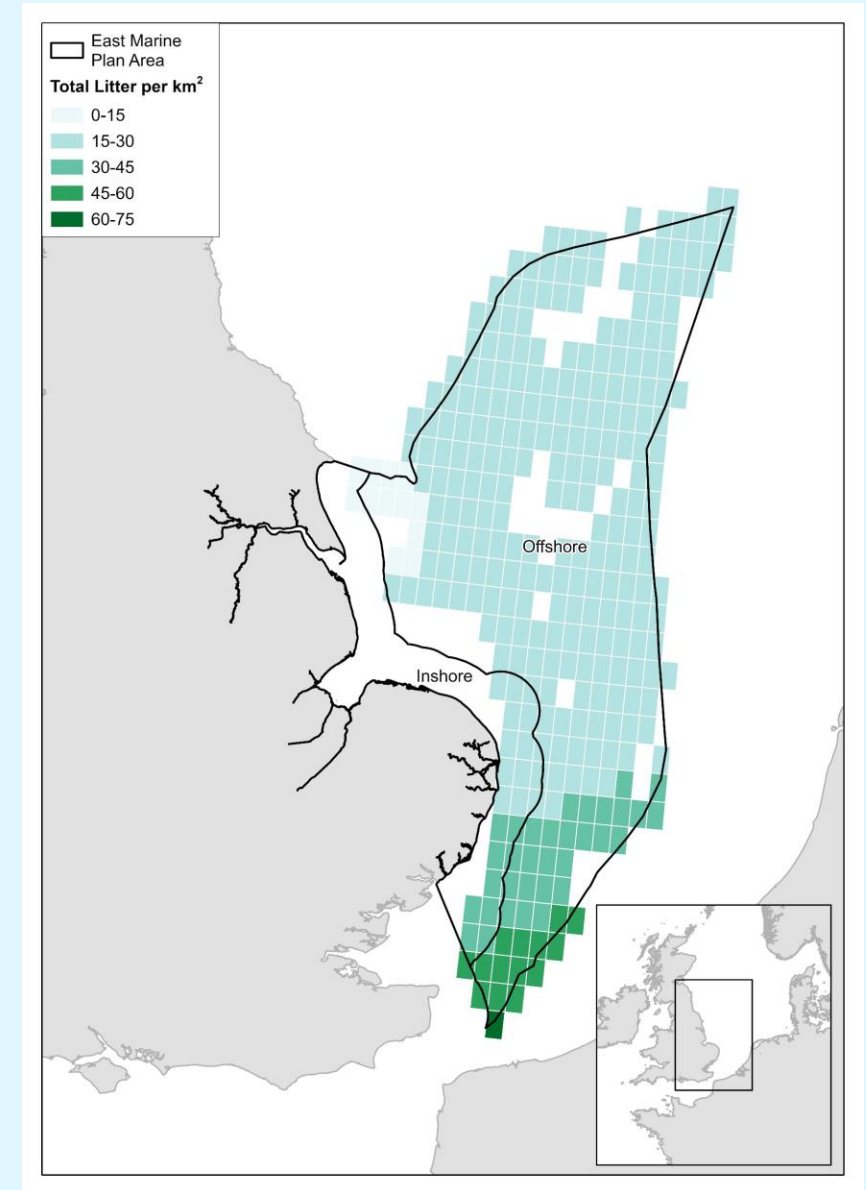 East Marine
Plan Area
Total Litter per km²
0-15
15-30
30-45
45-60
60-75
Offshore
Inshore